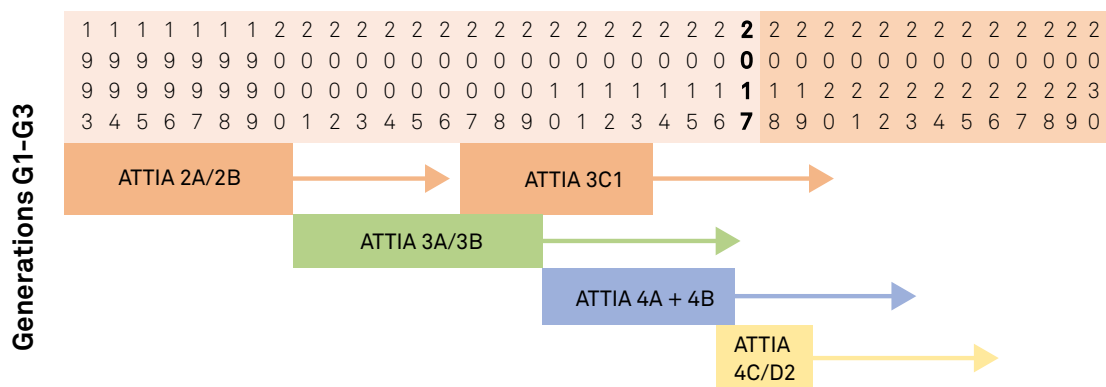 1 1 1 1 1 1 1 2 2 2 2 2 2 2 2 2 2 2 2 2 2 2 2 2 2 2 2 2 2 2 2 2 2 2 2 2 2 2
9 9 9 9 9 9 9 0 0 0 0 0 0 0 0 0 0 0 0 0 0 0 0 0 0 0 0 0 0 0 0 0 0 0 0 0 0 0
9 9 9 9 9 9 9 0 0 0 0 0 0 0 0 0 0 1 1 1 1 1 1 1 1 1 1 2 2 2 2 2 2 2 2 2 2 3
3 4 5 6 7 8 9 0 1 2 3 4 5 6 7 8 9 0 1 2 3 4 5 6 7 8 9 0 1 2 3 4 5 6 7 8 9 0
Generations G1–G3
ATTIA 2A/2B
ATTIA 3C1
ATTIA 3A/3B
ATTIA 4A + 4B
ATTIA
4C/D2